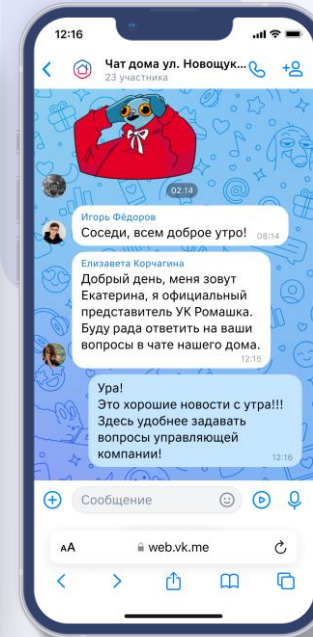 12:16
Чат дома ул. Новощук...
23 участника
02:14
Игорь Фёдоров
Соседи, всем доброе утро! 08:14
Елизавета Корчагина
Добрый день, меня зовут
Екатерина, я официальный
представитель УК Ромашка.
Буду рада ответить на ваши
вопросы в чате нашего дома.
12:15
Ура!
Это хорошие новости с утра!!!
Здесь удобнее задавать
вопросы управляющей
компании!
12:16
Сообщение
AA web.vk.me